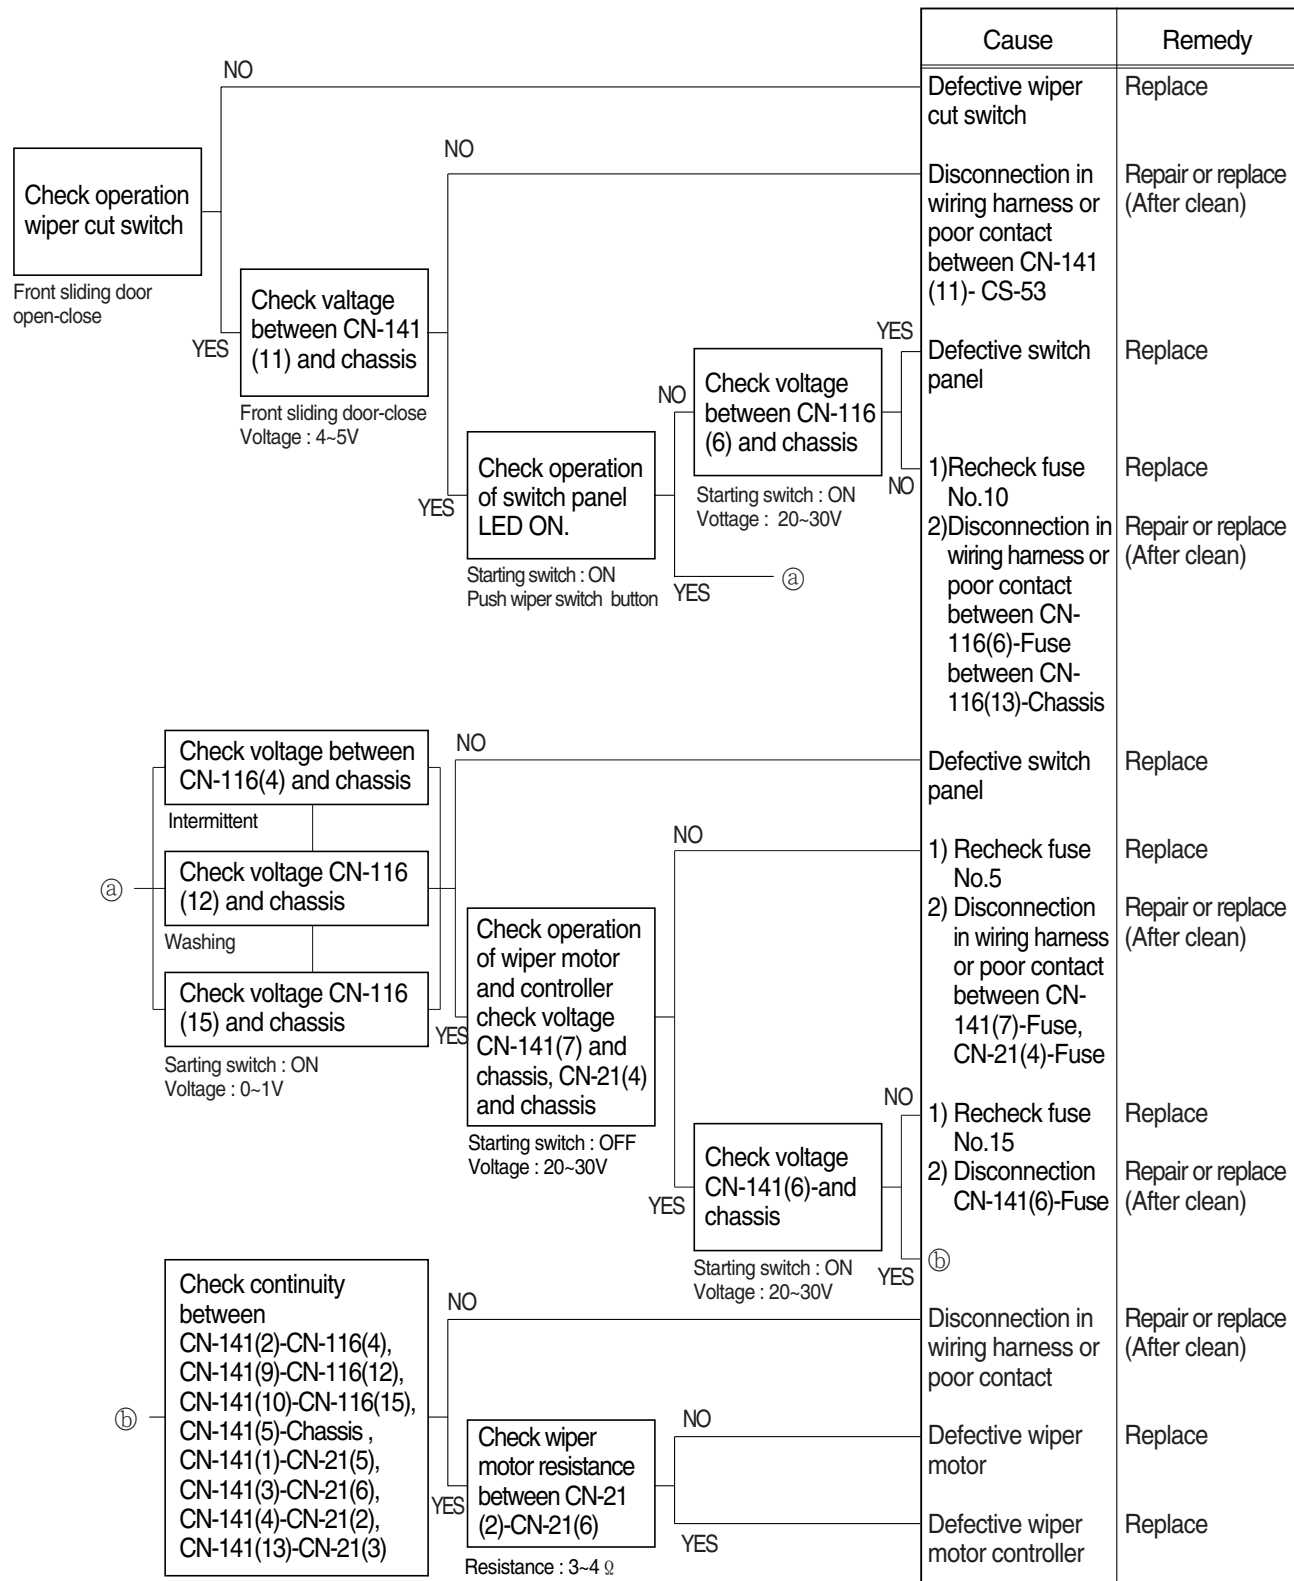 Cause
Remedy
NO
Defective wiper
cut switch
Replace
Check operation
wiper cut switch
Front sliding door
open-close
NO
Disconnection in
wiring harness or
poor contact
between CN-141
(11)- CS-53
Repair or replace
(After clean)
YES
Check valtage
between CN-141
(11) and chassis
Front sliding door-close
Voltage : 4~5V
YES
Check operation
of switch panel
LED ON.
Starting switch : ON
Push wiper switch button
NO
Check voltage
between CN-116
(6) and chassis
Starting switch : ON
Vottage : 20~30V
YES
Defective switch
panel
Replace
NO
1)Recheck fuse
No.10
Replace
2)Disconnection in
wiring harness or
poor contact
between CN-
116(6)-Fuse
between CN-
116(13)-Chassis
Repair or replace
(After clean)
YES
ⓐ
ⓐ
Check voltage between
CN-116(4) and chassis
Intermittent
Check voltage CN-116
(12) and chassis
Washing
Check voltage CN-116
(15) and chassis
Sarting switch : ON
Voltage : 0~1V
NO
Defective switch
panel
Replace
YES
Check operation
of wiper motor
and controller
check voltage
CN-141(7) and
chassis, CN-21(4)
and chassis
Starting switch : OFF
Voltage : 20~30V
NO
1) Recheck fuse
No.5
Replace
2) Disconnection
in wiring harness
or poor contact
between CN-
141(7)-Fuse,
CN-21(4)-Fuse
Repair or replace
(After clean)
YES
Check voltage
CN-141(6)-and
chassis
Starting switch : ON
Voltage : 20~30V
NO
1) Recheck fuse
No.15
Replace
2) Disconnection
CN-141(6)-Fuse
Repair or replace
(After clean)
YES
ⓑ
ⓑ
Check continuity
between
CN-141(2)-CN-116(4),
CN-141(9)-CN-116(12),
CN-141(10)-CN-116(15),
CN-141(5)-Chassis ,
CN-141(1)-CN-21(5),
CN-141(3)-CN-21(6),
CN-141(4)-CN-21(2),
CN-141(13)-CN-21(3)
NO
Disconnection in
wiring harness or
poor contact
Repair or replace
(After clean)
YES
Check wiper
motor resistance
between CN-21
(2)-CN-21(6)
Resistance : 3~4 Ω
NO
Defective wiper
motor
Replace
YES
Defective wiper
motor controller
Replace